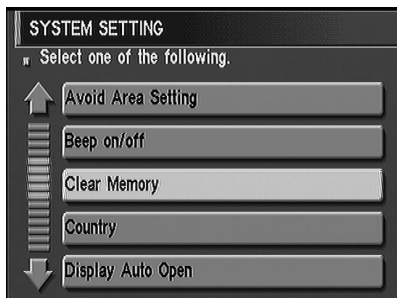 SYSTEM SETTING
Select one of the following.
Avoid Area Setting
Beep on/off
Clear Memory
Country
Display Auto Open